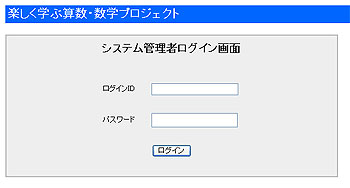 楽しく学ぶ算数・数学プロジェクト
システム管理者ログイン画面
ログインID
パスワード
ログイン